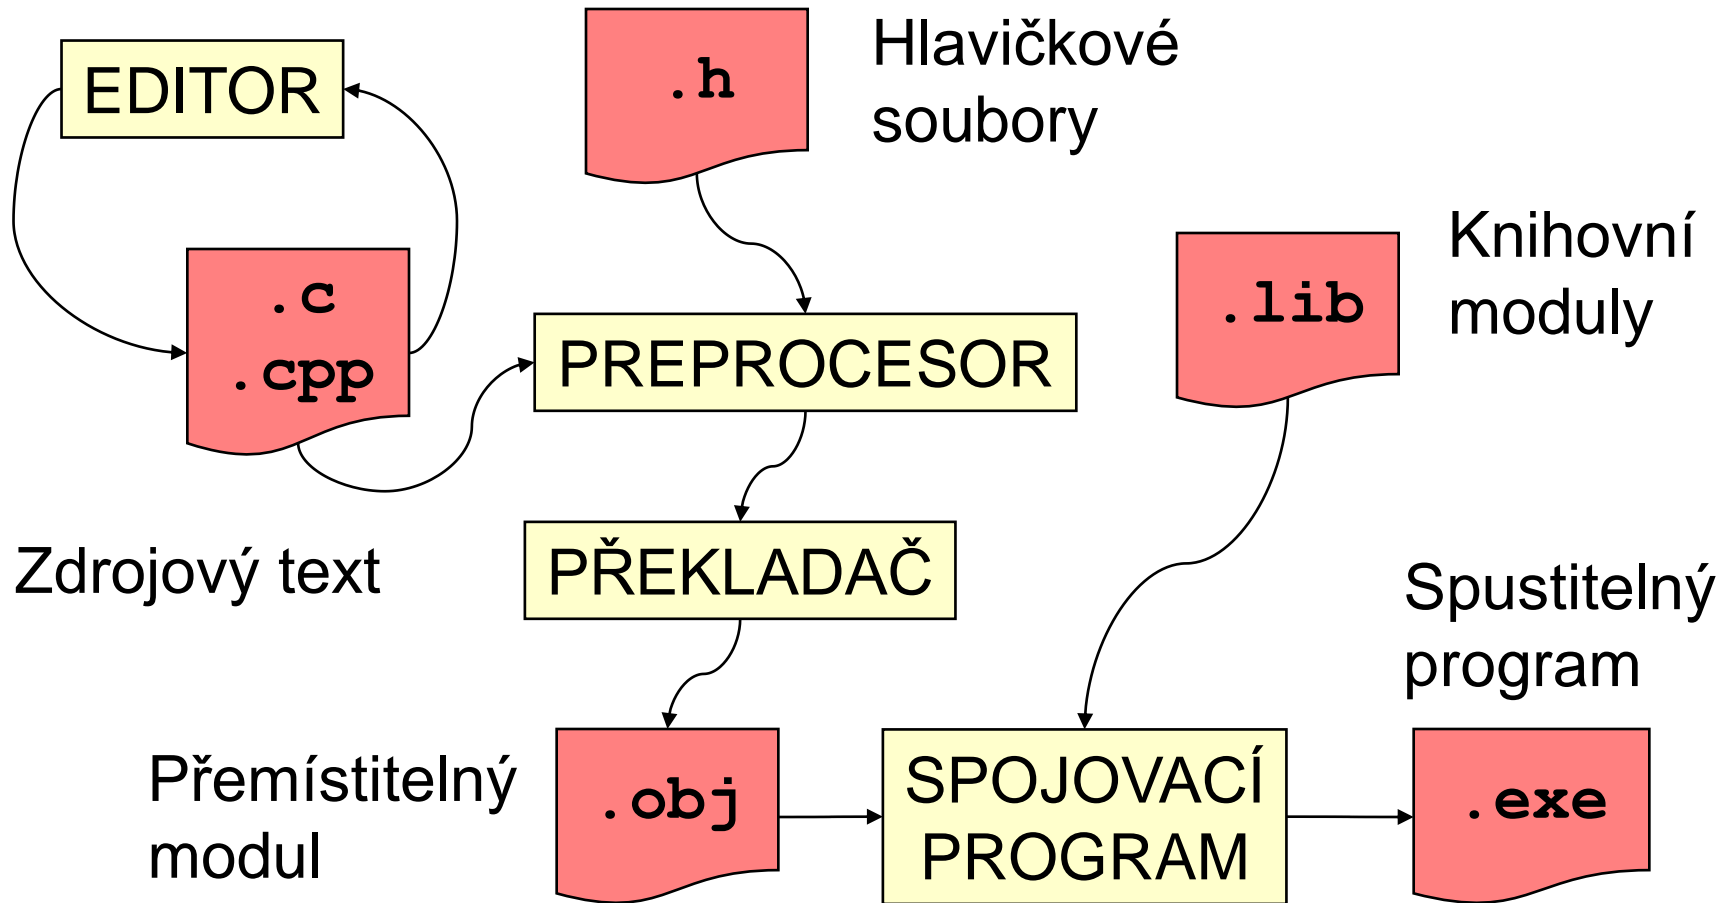 EDITOR
.h
Hlavičkové
soubory
.c
.cpp
PREPROCESOR
.lib
Knihovní
moduly
Zdrojový text
PŘEKLADAČ
Spustitelný
program
Přemístitelný
modul
.obj
SPOJOVACÍ
PROGRAM
.exe